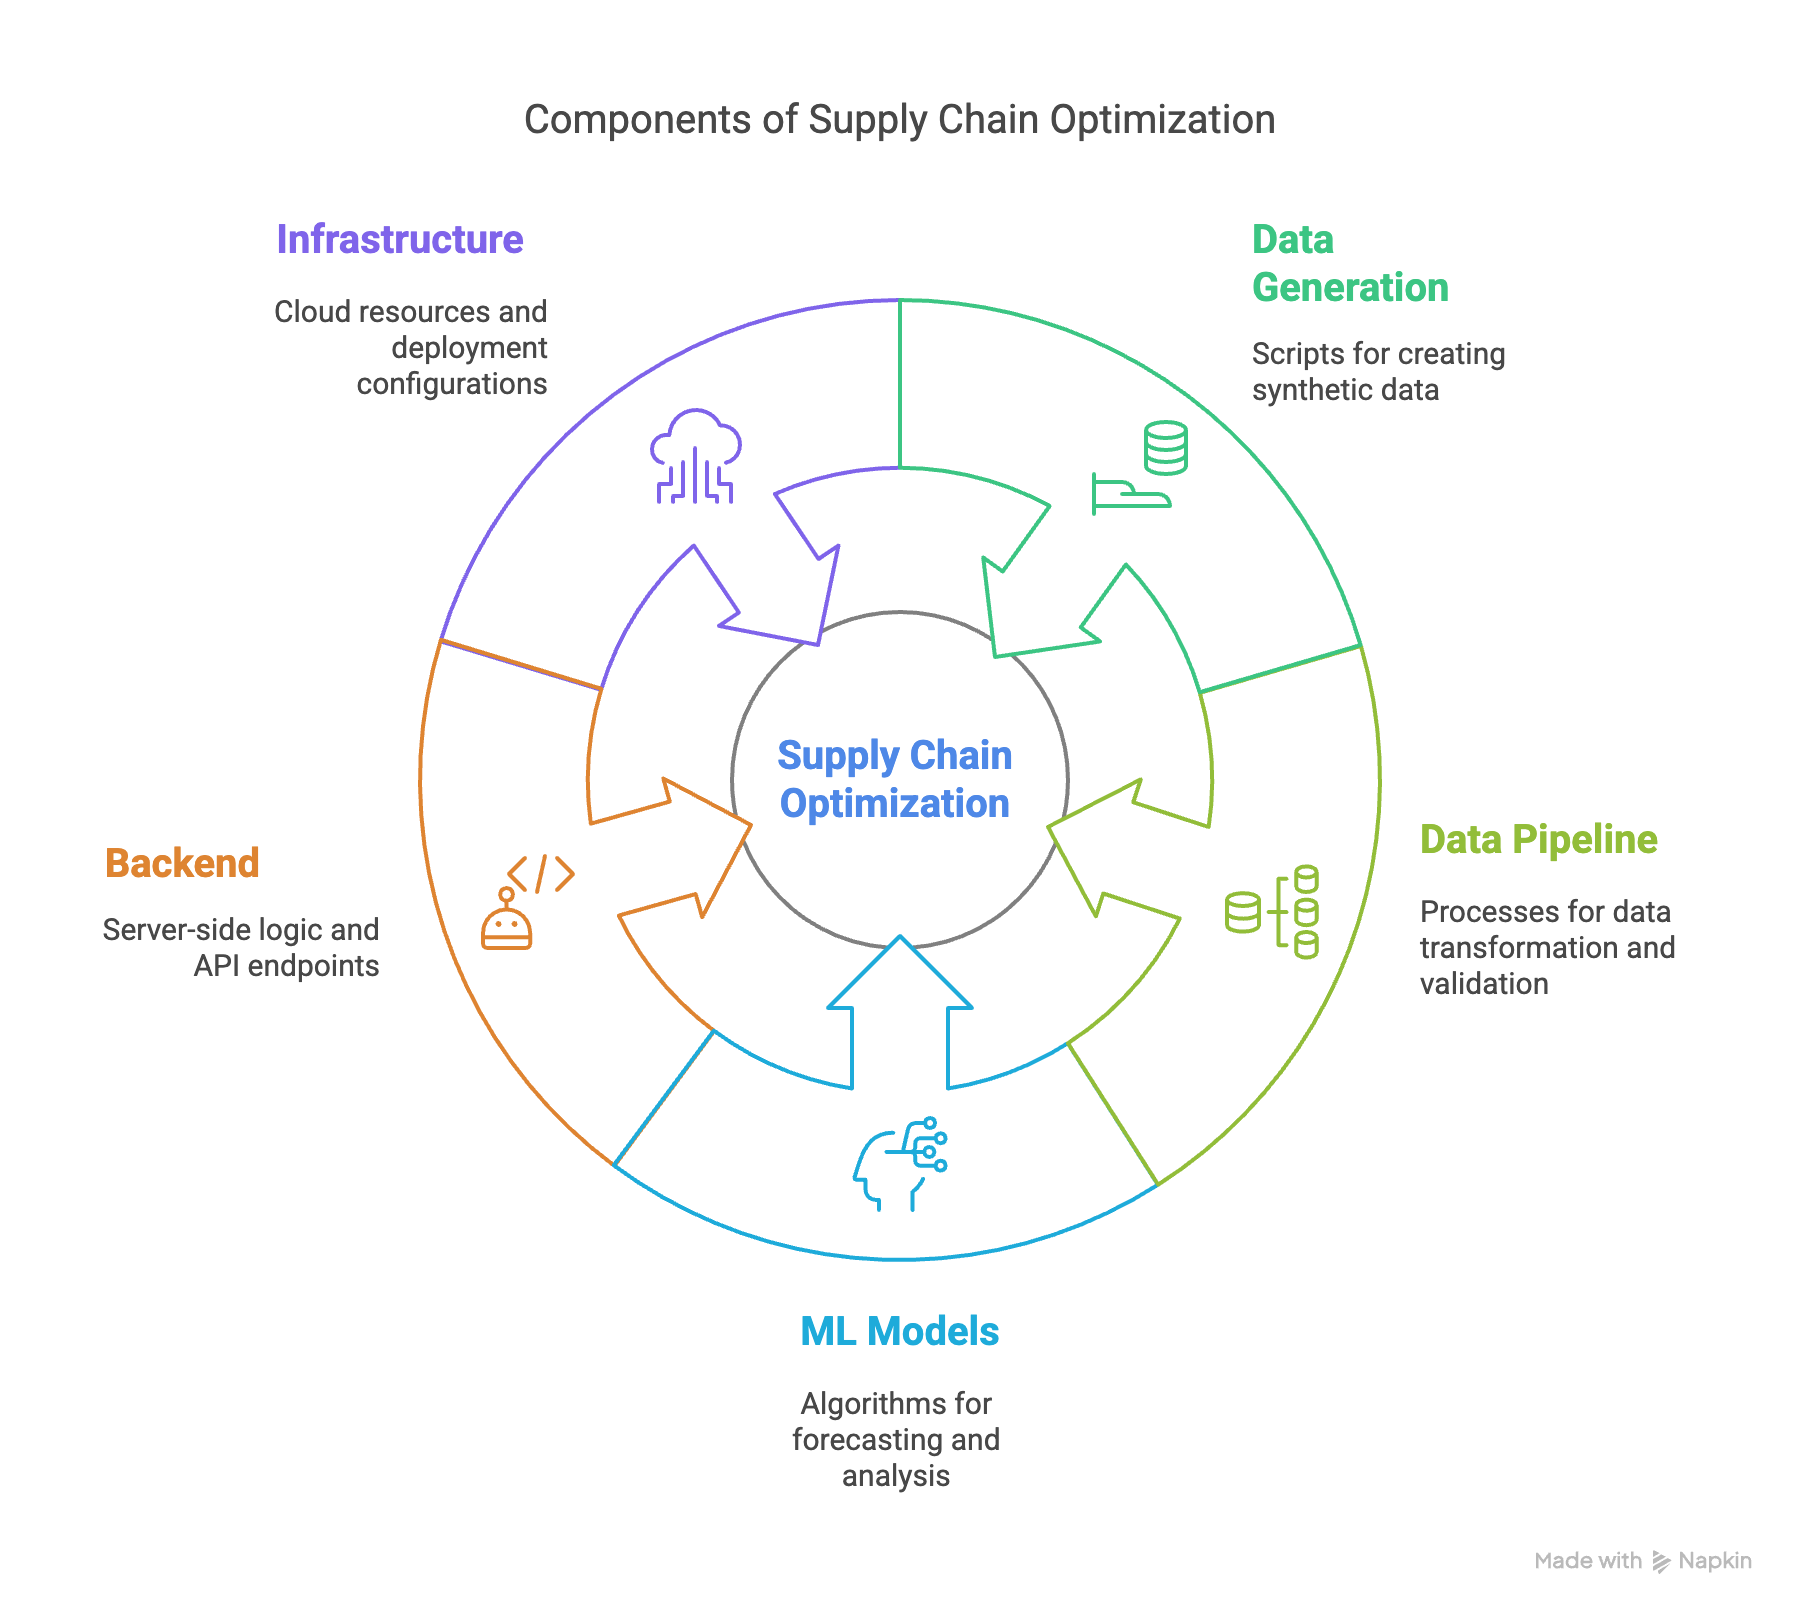 Components of Supply Chain Optimization
Infrastructure
Cloud resources and
deployment
configurations
Data
Generation
Scripts for creating
synthetic data
Supply Chain
Optimization
Backend
Server-side logic and
API endpoints
Data Pipeline
Processes for data
transformation and
validation
ML Models
Algorithms for
forecasting and
analysis
Made with Napkin